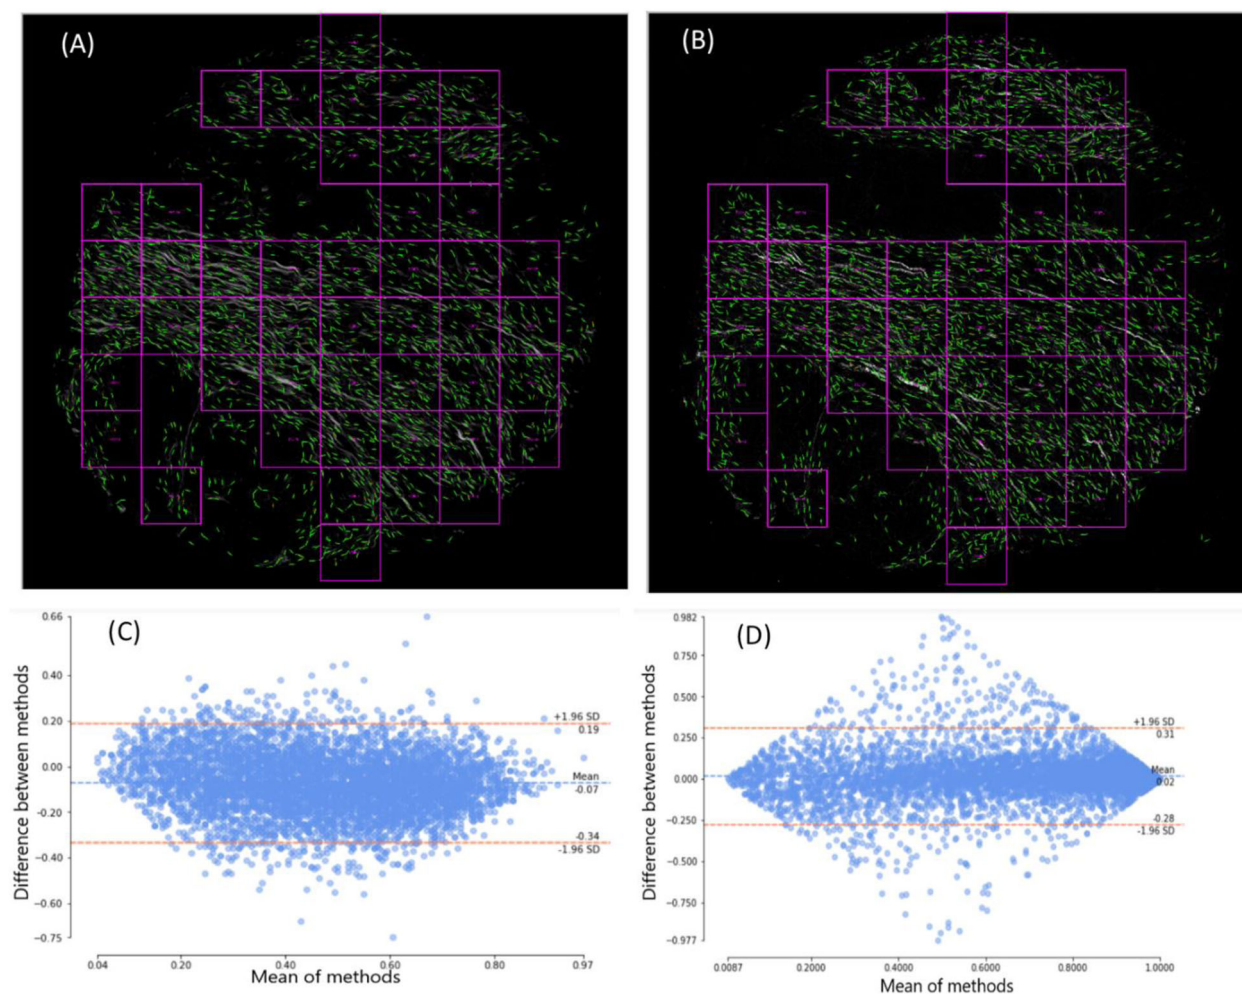 (A)
(B)
(C)
Difference between methods
0.66
0.40
0.20
0.00
−0.20
−0.40
−0.60
−0.75
+1.96 SD
0.19
Mean
-0.07
-0.34
-1.96 SD
0.04
0.20
0.40
0.60
0.80
0.97
Mean of methods
(D)
Difference between methods
0.982
0.750
0.500
0.250
0.000
−0.250
−0.500
−0.750
−0.977
+1.96 SD
0.31
Mean
0.02
-0.28
-1.96 SD
0.0087
0.2000
0.4000
0.6000
0.8000
1.0000
Mean of methods